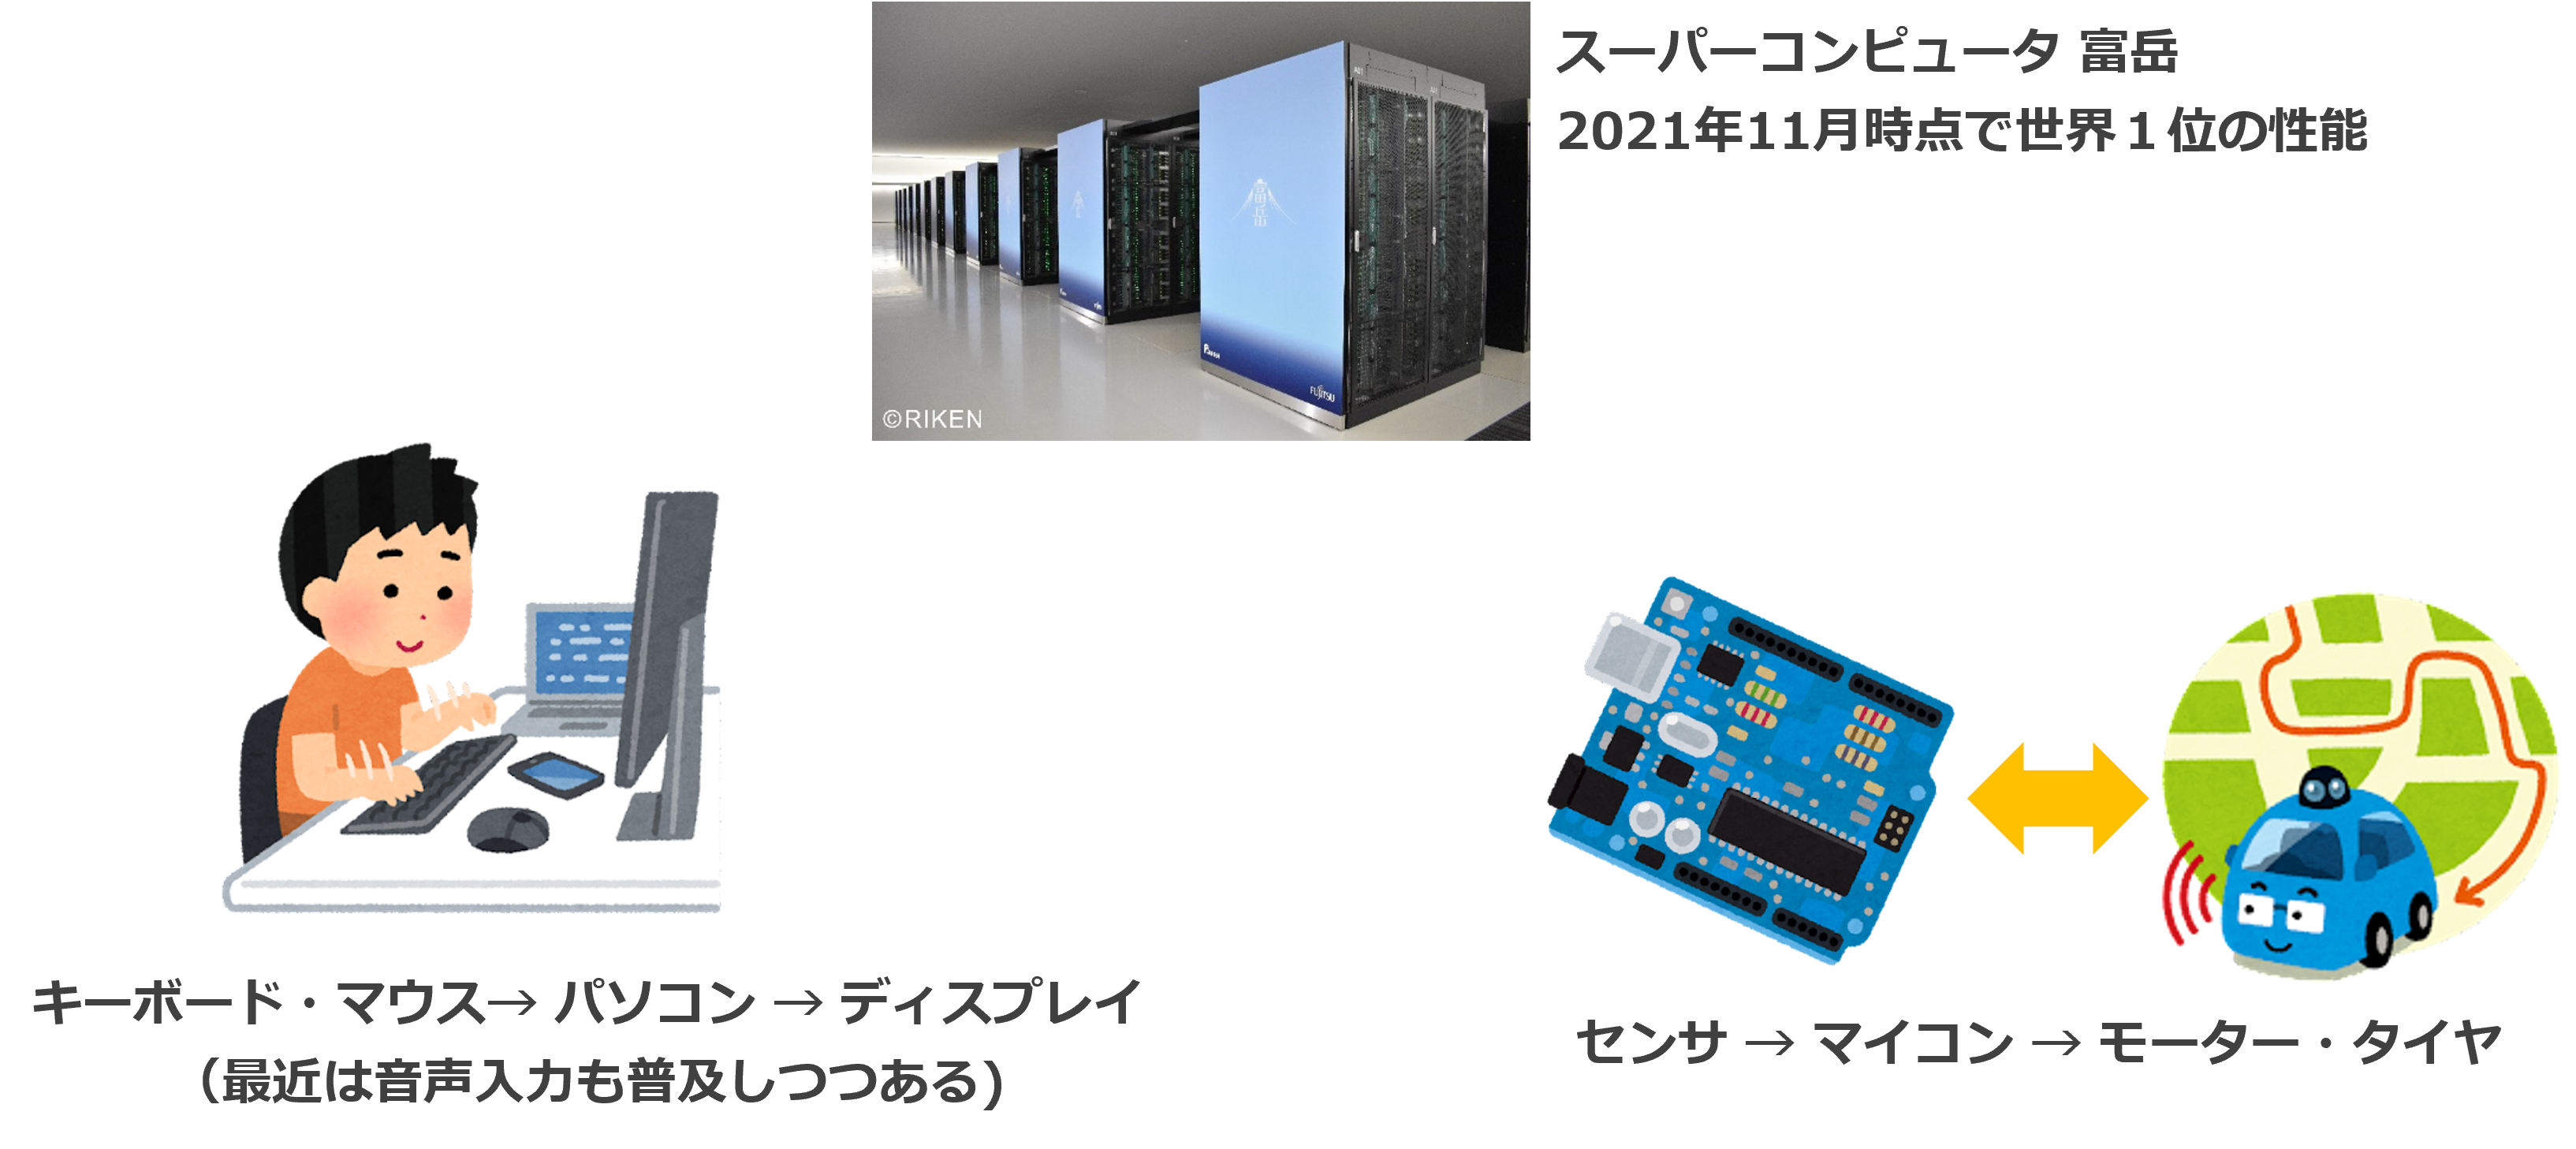 スーパーコンピュータ 富岳
2021年11月時点で世界１位の性能
富岳
FUJITSU
©RIKEN
キーボード・マウス→ パソコン → ディスプレイ
（最近は音声入力も普及しつつある)
センサ → マイコン → モーター・タイヤ